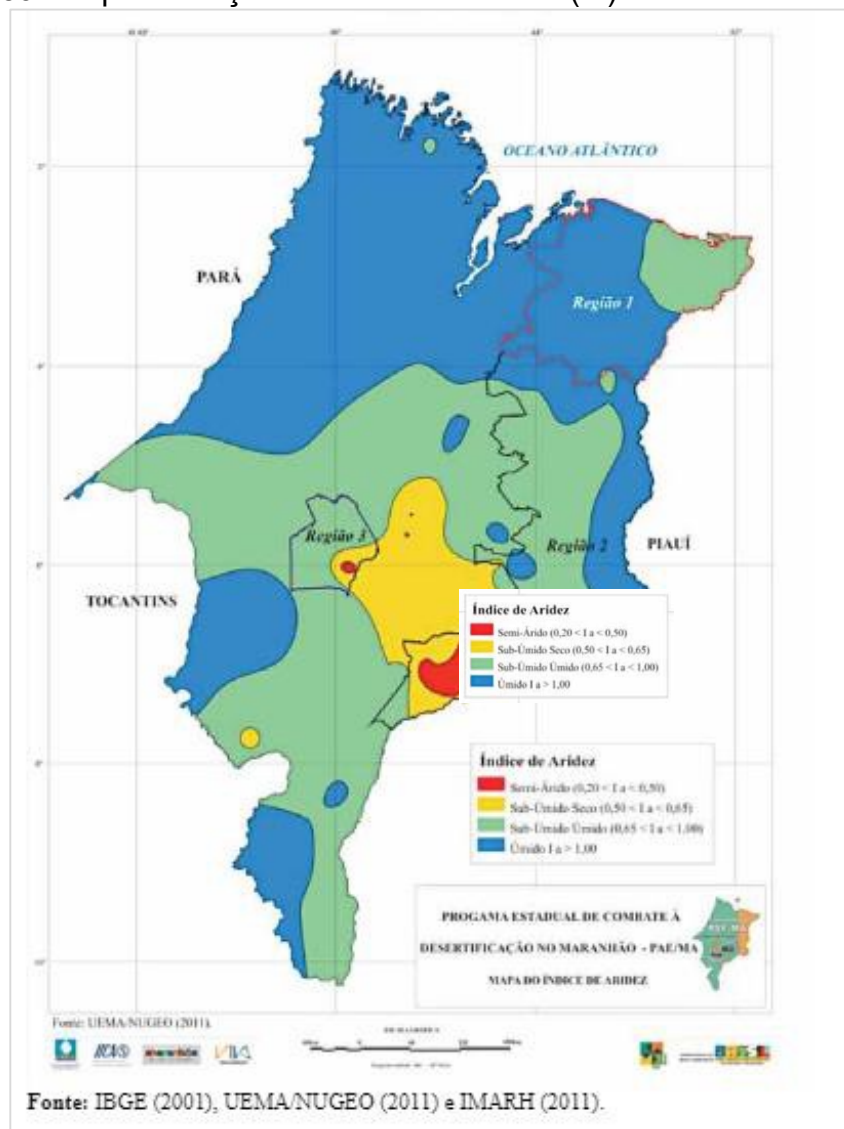 OCEANO ATLÂNTICO
PARÁ
Região 1
Região 3
Região 2
PIAUÍ
TOCANTINS
Índice de Aridez
Semi-Árido (0,20 < I a < 0,50)
Sub-Úmido Seco (0,50 < I a < 0,65)
Sub-Úmido Úmido (0,65 < I a < 1,00)
Úmido I a > 1,00
Índice de Aridez
Semi-Árido (0,20 < I a < 0,50)
Sub-Úmido Seco (0,50 < I a < 0,65)
Sub-Úmido Úmido (0,65 < I a < 1,00)
Úmido I a > 1,00
PROGAMA ESTADUAL DE COMBATE À
DESERTIFICAÇÃO NO MARANHÃO - PAE/MA
MAPA DO ÍNDICE DE ARIDEZ
Fonte: UEMA/NUGEO (2011).
Fonte: IBGE (2001), UEMA/NUGEO (2011) e IMARH (2011).